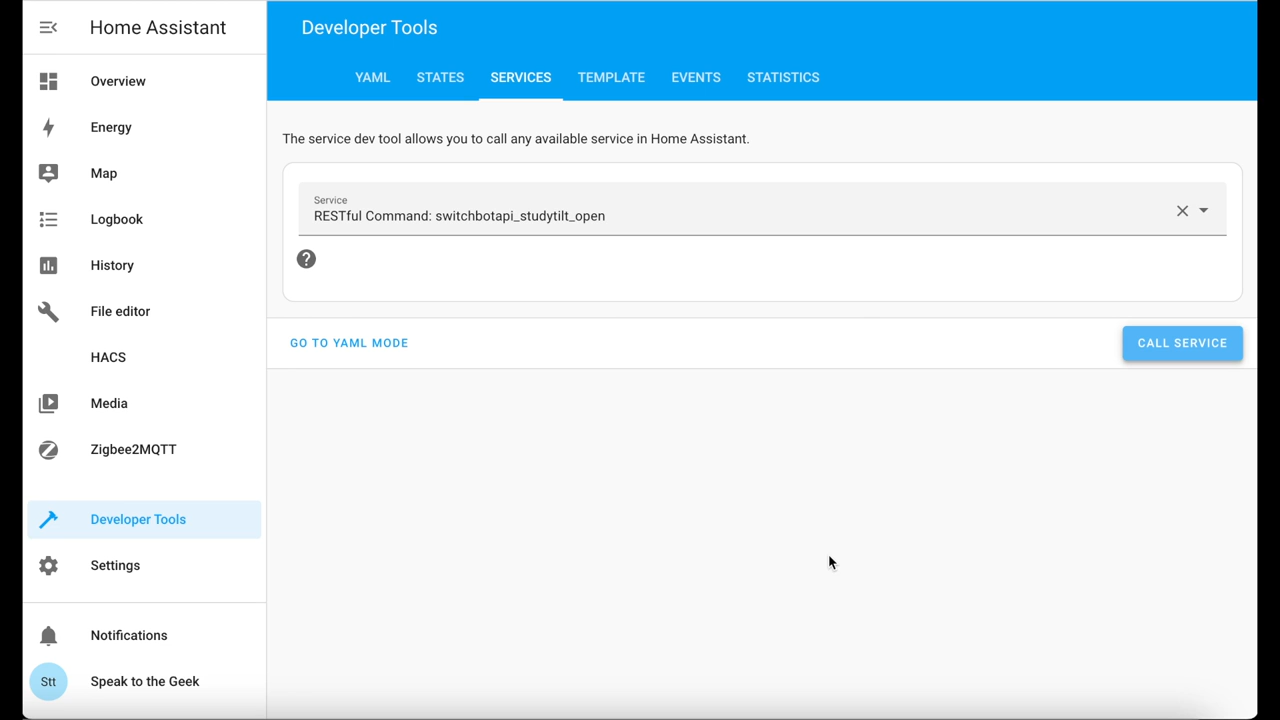 Home Assistant
Overview
Energy
Map
Logbook
History
File editor
HACS
Media
Zigbee2MQTT
Developer Tools
Settings
Notifications
Stt
Speak to the Geek
Developer Tools
YAML STATES SERVICES TEMPLATE EVENTS STATISTICS
The service dev tool allows you to call any available service in Home Assistant.
Service
RESTful Command: switchbotapi_studytilt_open
?
GO TO YAML MODE CALL SERVICE